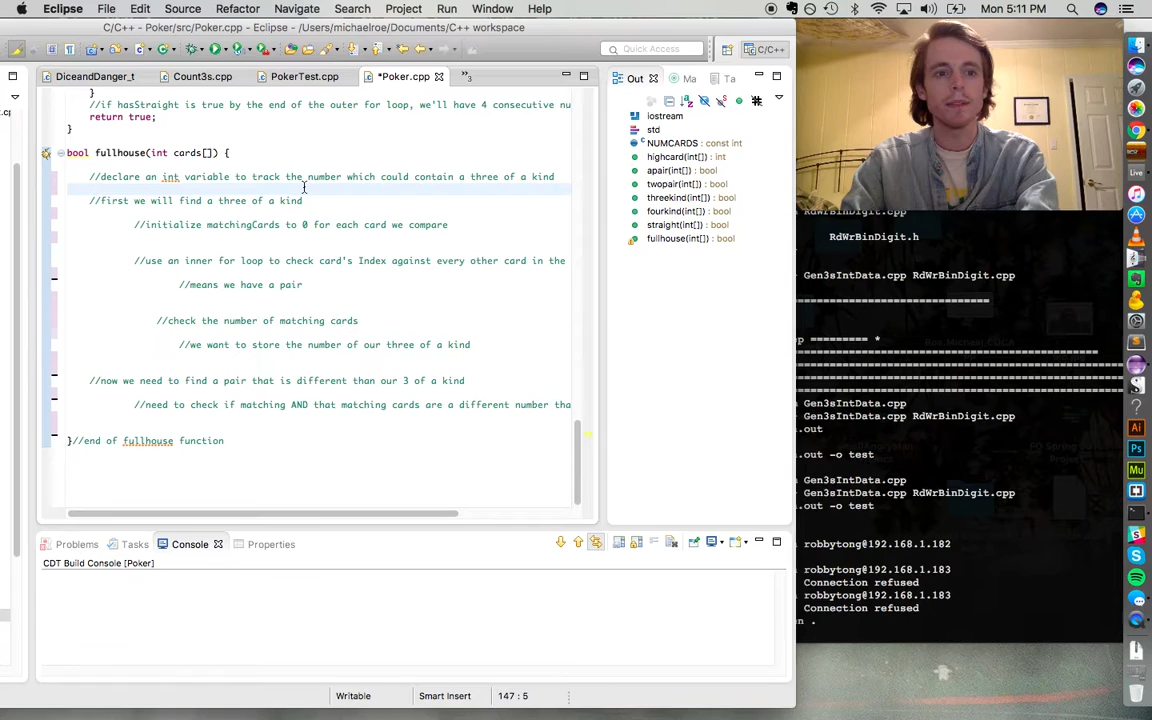 Eclipse File Edit Source Refactor Navigate Search Project Run Window Help Mon 5:11 PM
C/C++ - Poker/src/Poker.cpp - Eclipse - /Users/michaelroe/Documents/C++ workspace
Quick Access
C/C++
DiceandDanger_t Count3s.cpp PokerTest.cpp *Poker.cpp »3
}
//if hasStraight is true by the end of the outer for loop, we'll have 4 consecutive nu
return true;
}
bool fullhouse(int cards[]) {
//declare an int variable to track the number which could contain a three of a kind
//first we will find a three of a kind
//initialize matchingCards to 0 for each card we compare
//use an inner for loop to check card's Index against every other card in the
//means we have a pair
//check the number of matching cards
//we want to store the number of our three of a kind
//now we need to find a pair that is different than our 3 of a kind
//need to check if matching AND that matching cards are a different number tha
}//end of fullhouse function
Out Ma Ta
iostream
std
NUMCARDS : const int
highcard(int[]) : int
apair(int[]) : bool
twopair(int[]) : bool
threekind(int[]) : bool
fourkind(int[]) : bool
straight(int[]) : bool
fullhouse(int[]) : bool
Problems Tasks Console Properties
CDT Build Console [Poker]
Writable Smart Insert 147 : 5
RdWrBinDigit.cpp
RdWrBinDigit.h
Gen3sIntData.cpp RdWrBinDigit.cpp
=============================
p ========= *
Gen3sIntData.cpp
Gen3sIntData.cpp RdWrBinDigit.cpp
.out
.out -o test
Gen3sIntData.cpp
Gen3sIntData.cpp RdWrBinDigit.cpp
.out -o test
robbytong@192.168.1.182
robbytong@192.168.1.183
Connection refused
robbytong@192.168.1.183
Connection refused
n .
Live
Ai
Ps
Mu